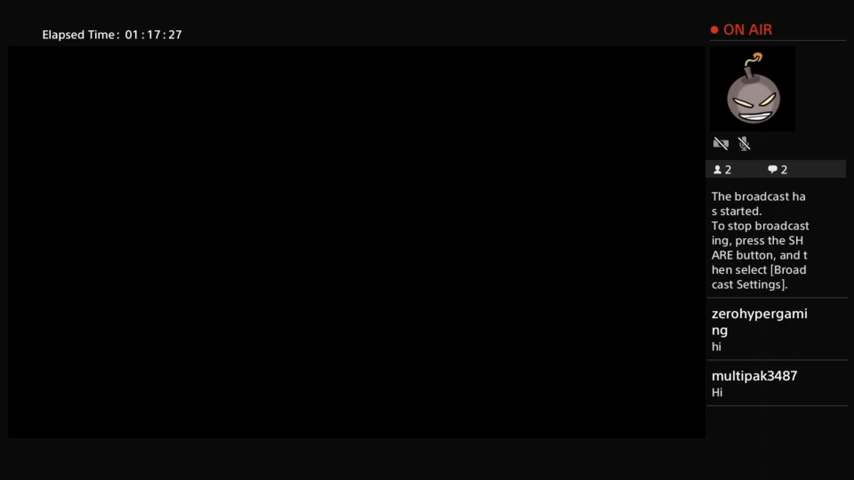 Elapsed Time: 01:17:27
ON AIR
2 2
The broadcast ha
s started.
To stop broadcast
ing, press the SH
ARE button, and t
hen select [Broad
cast Settings].
zerohypergami
ng
hi
multipak3487
Hi